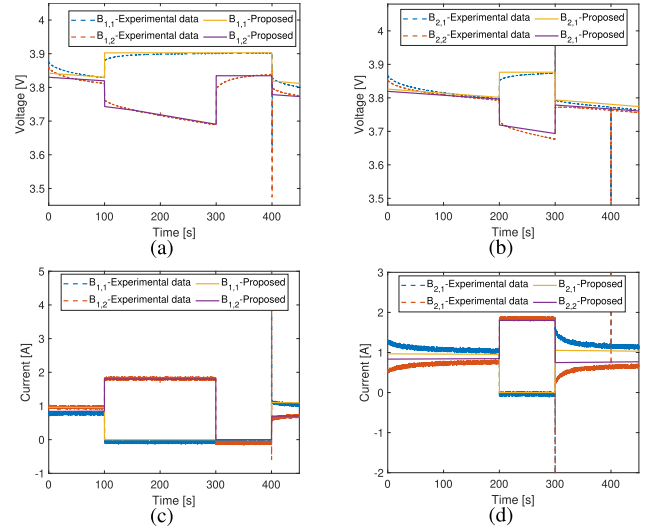 B1,1-Experimental data B1,1-Proposed
B1,2-Experimental data B1,2-Proposed
4
3.9
3.8
3.7
3.6
3.5
Voltage [V]
0 100 200 300 400
Time [s]
(a)
B2,1-Experimental data B2,1-Proposed
B2,2-Experimental data B2,1-Proposed
4
3.9
3.8
3.7
3.6
3.5
Voltage [V]
0 100 200 300 400
Time [s]
(b)
B1,1-Experimental data B1,1-Proposed
B1,2-Experimental data B1,2-Proposed
5
4
3
2
1
0
-1
Current [A]
0 100 200 300 400
Time [s]
(c)
B2,1-Experimental data B2,1-Proposed
B2,1-Experimental data B2,2-Proposed
3
2
1
0
1
2
Current [A]
0 100 200 300 400
Time [s]
(d)